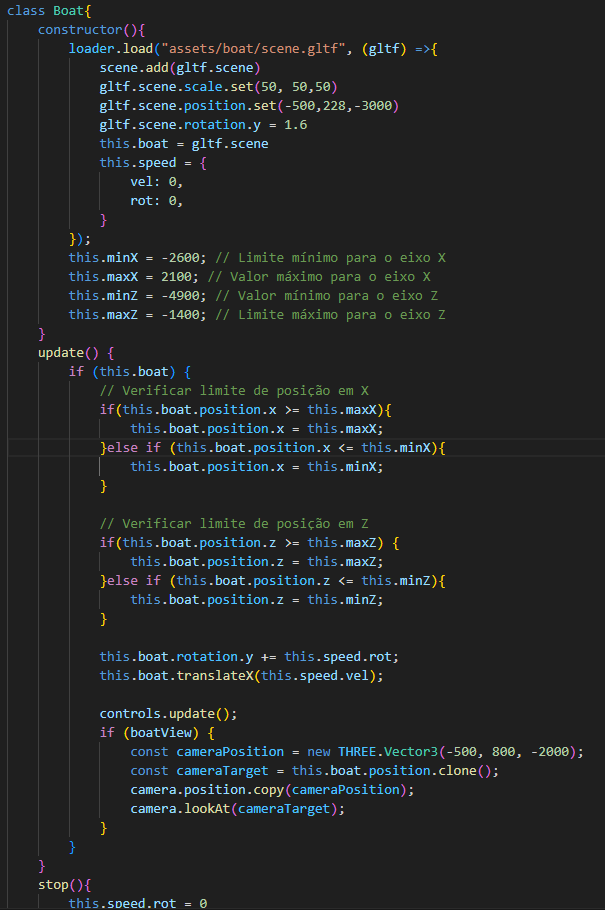 class Boat{
    constructor(){
        loader.load("assets/boat/scene.gltf", (gltf) =>{
            scene.add(gltf.scene)
            gltf.scene.scale.set(50, 50,50)
            gltf.scene.position.set(-500,228,-3000)
            gltf.scene.rotation.y = 1.6
            this.boat = gltf.scene
            this.speed = {
                vel: 0,
                rot: 0,
            }
        });
        this.minX = -2600; // Limite mínimo para o eixo X
        this.maxX = 2100; // Valor máximo para o eixo X
        this.minZ = -4900; // Valor mínimo para o eixo Z
        this.maxZ = -1400; // Limite máximo para o eixo Z
    }
    update() {
        if (this.boat) {
            // Verificar limite de posição em X
            if(this.boat.position.x >= this.maxX){
                this.boat.position.x = this.maxX;
            }else if (this.boat.position.x <= this.minX){
                this.boat.position.x = this.minX;
            }

            // Verificar limite de posição em Z
            if(this.boat.position.z >= this.maxZ) {
                this.boat.position.z = this.maxZ;
            }else if (this.boat.position.z <= this.minZ){
                this.boat.position.z = this.minZ;
            }

            this.boat.rotation.y += this.speed.rot;
            this.boat.translateX(this.speed.vel);

            controls.update();
            if (boatView) {
                const cameraPosition = new THREE.Vector3(-500, 800, -2000);
                const cameraTarget = this.boat.position.clone();
                camera.position.copy(cameraPosition);
                camera.lookAt(cameraTarget);
            }
        }
    }
    stop(){
        this.speed.rot = 0